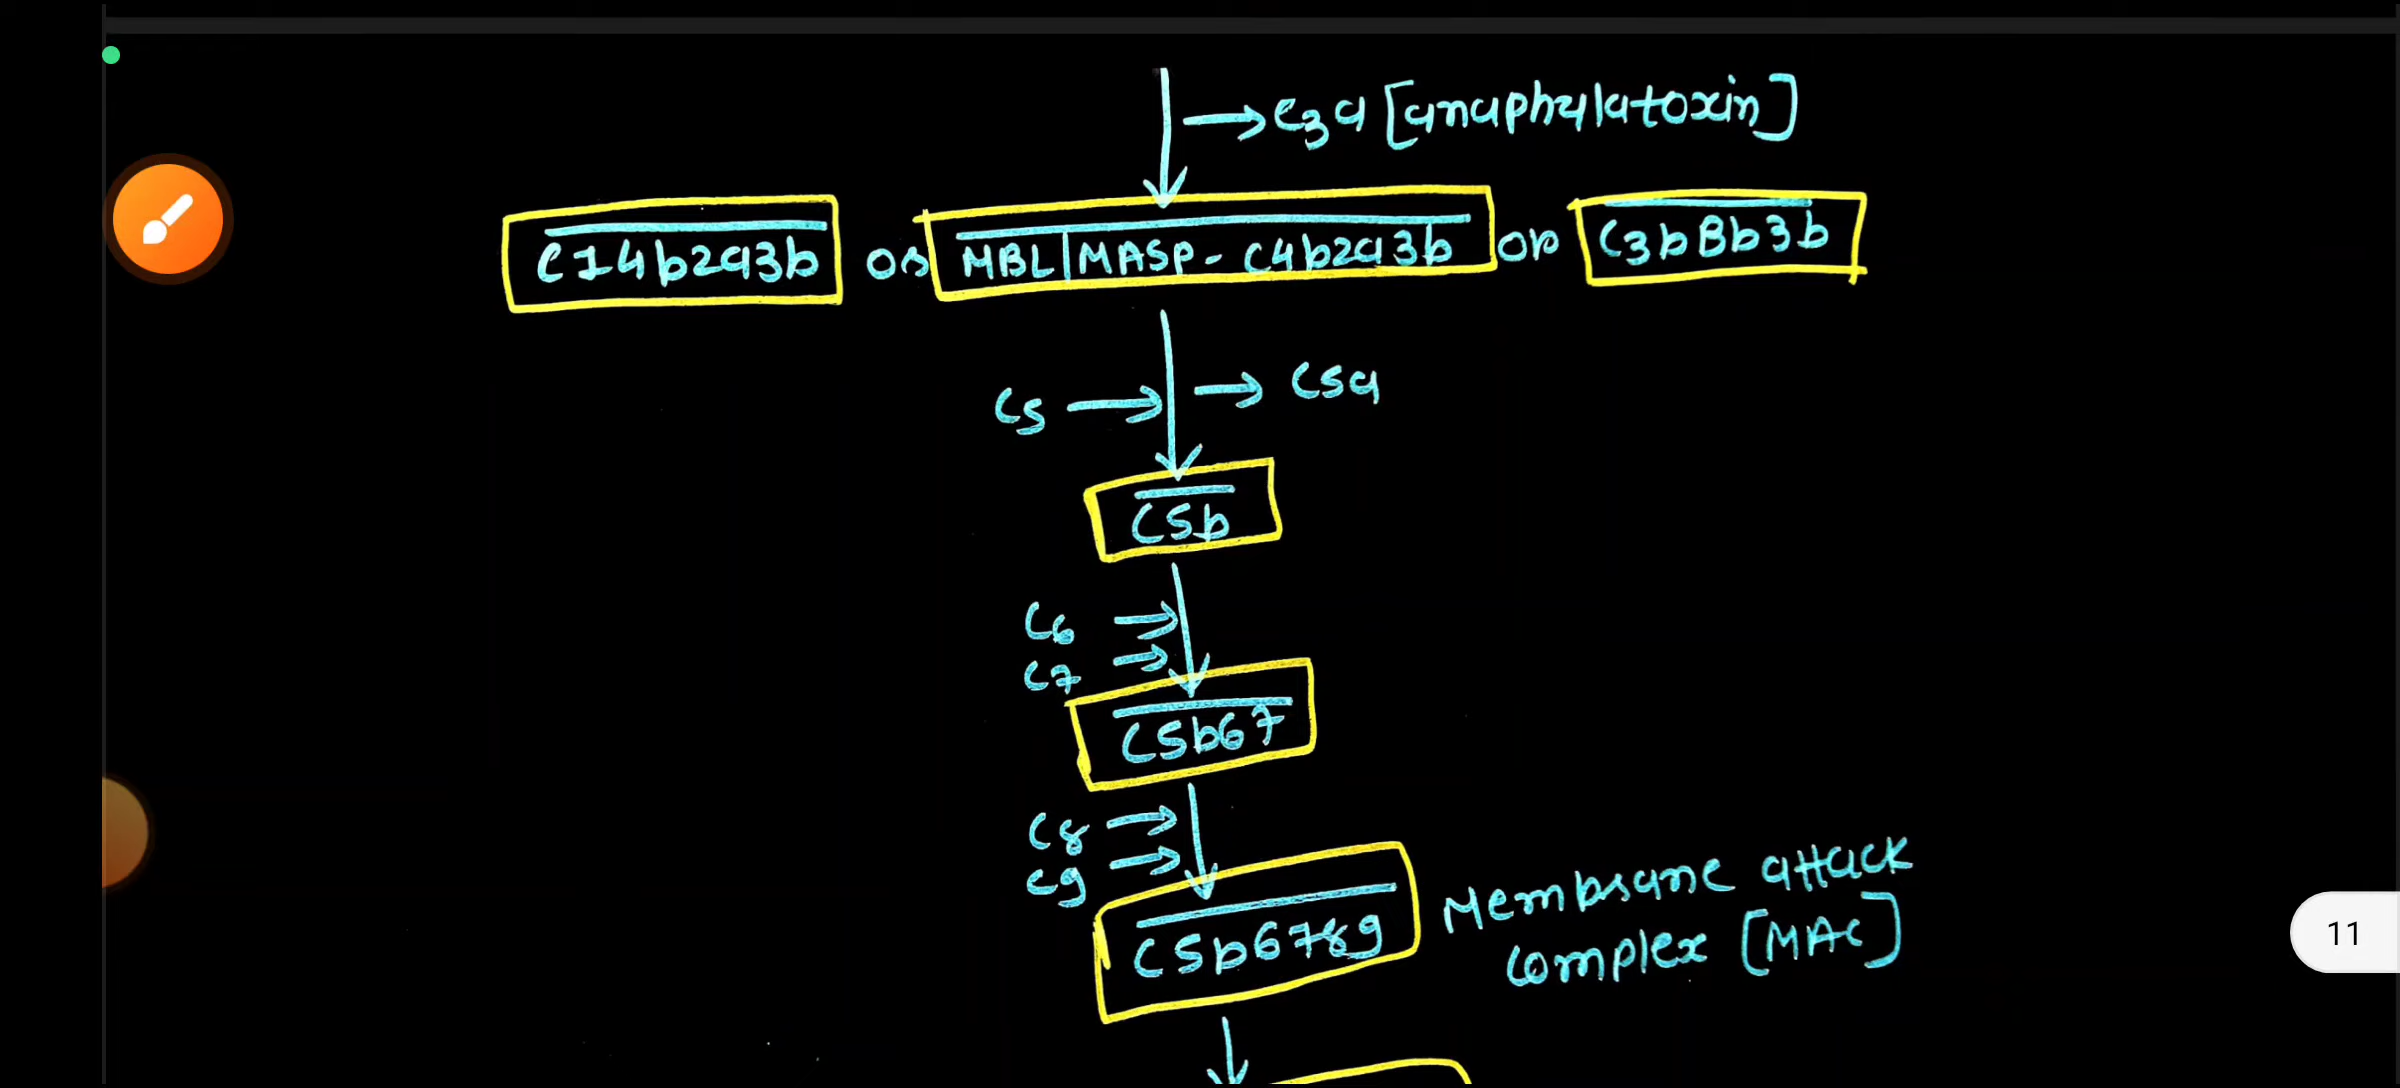 → C3a [anaphylatoxin]
C14b2a3b or MBL|MASP- C4b2a3b or C3bBb3b
C5 → → C5a
C5b
C6 →
C7 →
C5b67
C8 →
C9 →
C5b6789 Membrane attack
complex [MAC]
11